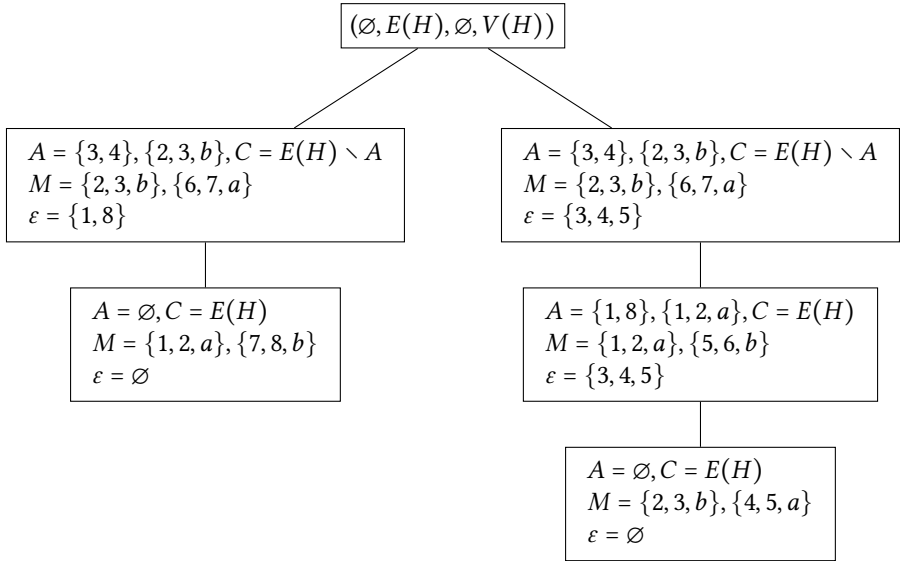 (∅, E(H), ∅, V(H))
A = {3, 4}, {2, 3, b}, C = E(H) ∖ A
M = {2, 3, b}, {6, 7, a}
ε = {1, 8}
A = {3, 4}, {2, 3, b}, C = E(H) ∖ A
M = {2, 3, b}, {6, 7, a}
ε = {3, 4, 5}
A = ∅, C = E(H)
M = {1, 2, a}, {7, 8, b}
ε = ∅
A = {1, 8}, {1, 2, a}, C = E(H)
M = {1, 2, a}, {5, 6, b}
ε = {3, 4, 5}
A = ∅, C = E(H)
M = {2, 3, b}, {4, 5, a}
ε = ∅